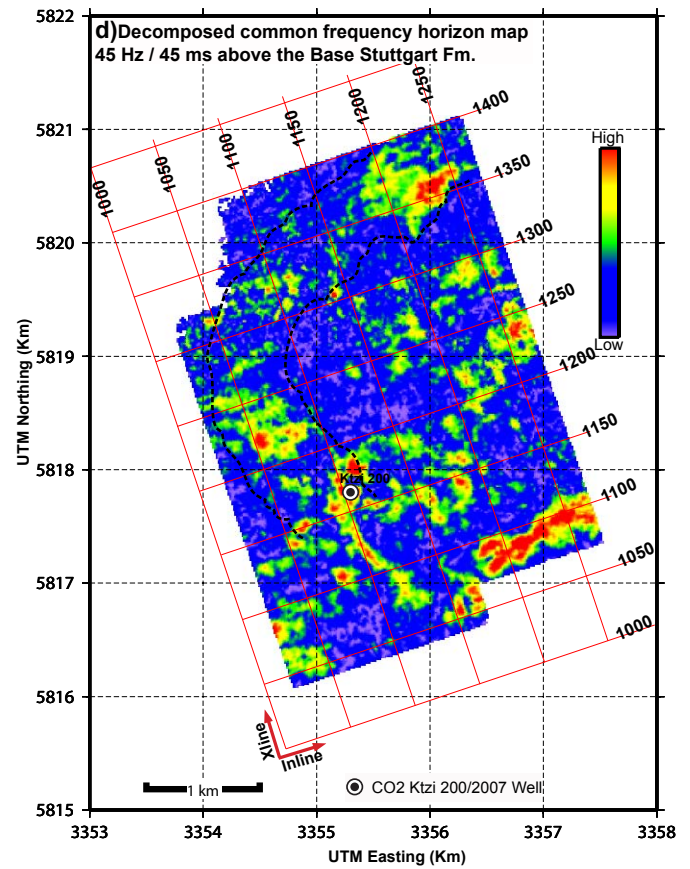 d)Decomposed common frequency horizon map
45 Hz / 45 ms above the Base Stuttgart Fm.
5822
5821
5820
5819
5818
5817
5816
5815
UTM Northing (Km)
1000
1050
1100
1150
1200
1250
1400
1350
1300
1250
1200
1150
1100
1050
1000
High
Low
Ktzi 200
Xline
Inline
1 km
CO2 Ktzi 200/2007 Well
3353
3354
3355
3356
3357
3358
UTM Easting (Km)